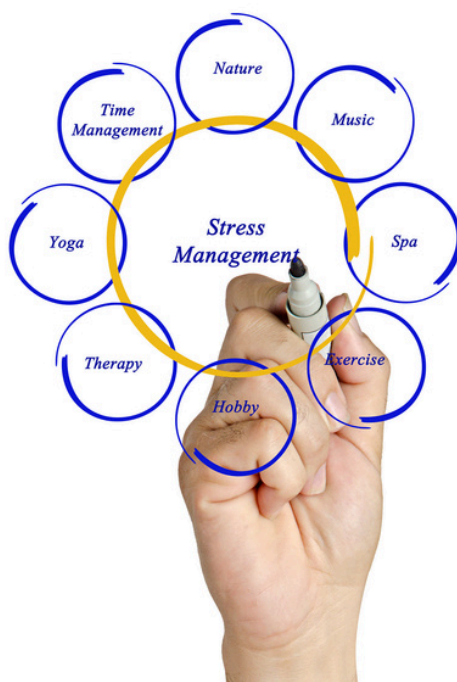 Nature
Music
Spa
Exercise
Hobby
Therapy
Yoga
Time
Management
Stress
Management